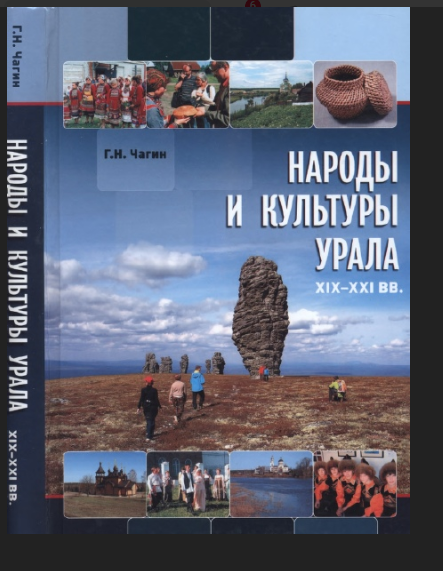 Г.Н. Чагин
НАРОДЫ И КУЛЬТУРЫ УРАЛА
XIX–XXI ВВ.
Г.Н. Чагин
НАРОДЫ
И КУЛЬТУРЫ
УРАЛА
XIX–XXI ВВ.